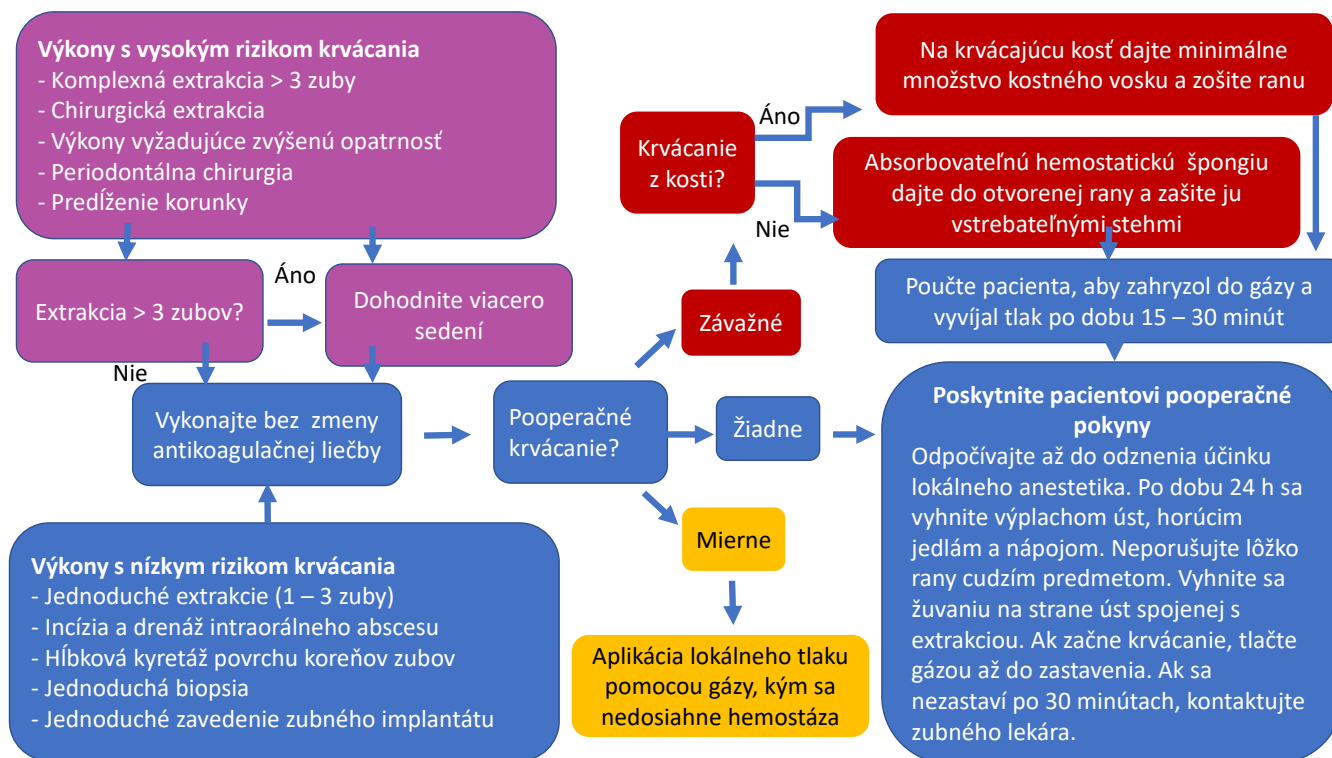 Výkony s vysokým rizikom krvácania
- Komplexná extrakcia > 3 zuby
- Chirurgická extrakcia
- Výkony vyžadujúce zvýšenú opatrnosť
- Periodontálna chirurgia
- Predĺženie korunky
Extrakcia > 3 zubov?
Áno
Dohodnite viacero
sedení
Nie
Vykonajte bez zmeny
antikoagulačnej liečby
Výkony s nízkym rizikom krvácania
- Jednoduché extrakcie (1 – 3 zuby)
- Incízia a drenáž intraorálneho abscesu
- Hĺbková kyretáž povrchu koreňov zubov
- Jednoduchá biopsia
- Jednoduché zavedenie zubného implantátu
Pooperačné
krvácanie?
Závažné
Žiadne
Mierne
Aplikácia lokálneho tlaku
pomocou gázy, kým sa
nedosiahne hemostáza
Krvácanie
z kosti?
Áno
Nie
Na krvácajúcu kosť dajte minimálne
množstvo kostného vosku a zošite ranu
Absorbovateľnú hemostatickú špongiu
dajte do otvorenej rany a zašite ju
vstrebateľnými stehmi
Poučte pacienta, aby zahryzol do gázy a
vyvíjal tlak po dobu 15 – 30 minút
Poskytnite pacientovi pooperačné
pokyny
Odpočívajte až do odznenia účinku
lokálneho anestetika. Po dobu 24 h sa
vyhnite výplachom úst, horúcim
jedlám a nápojom. Neporušujte lôžko
rany cudzím predmetom. Vyhnite sa
žuvaniu na strane úst spojenej s
extrakciou. Ak začne krvácanie, tlačte
gázou až do zastavenia. Ak sa
nezastaví po 30 minútach, kontaktujte
zubného lekára.